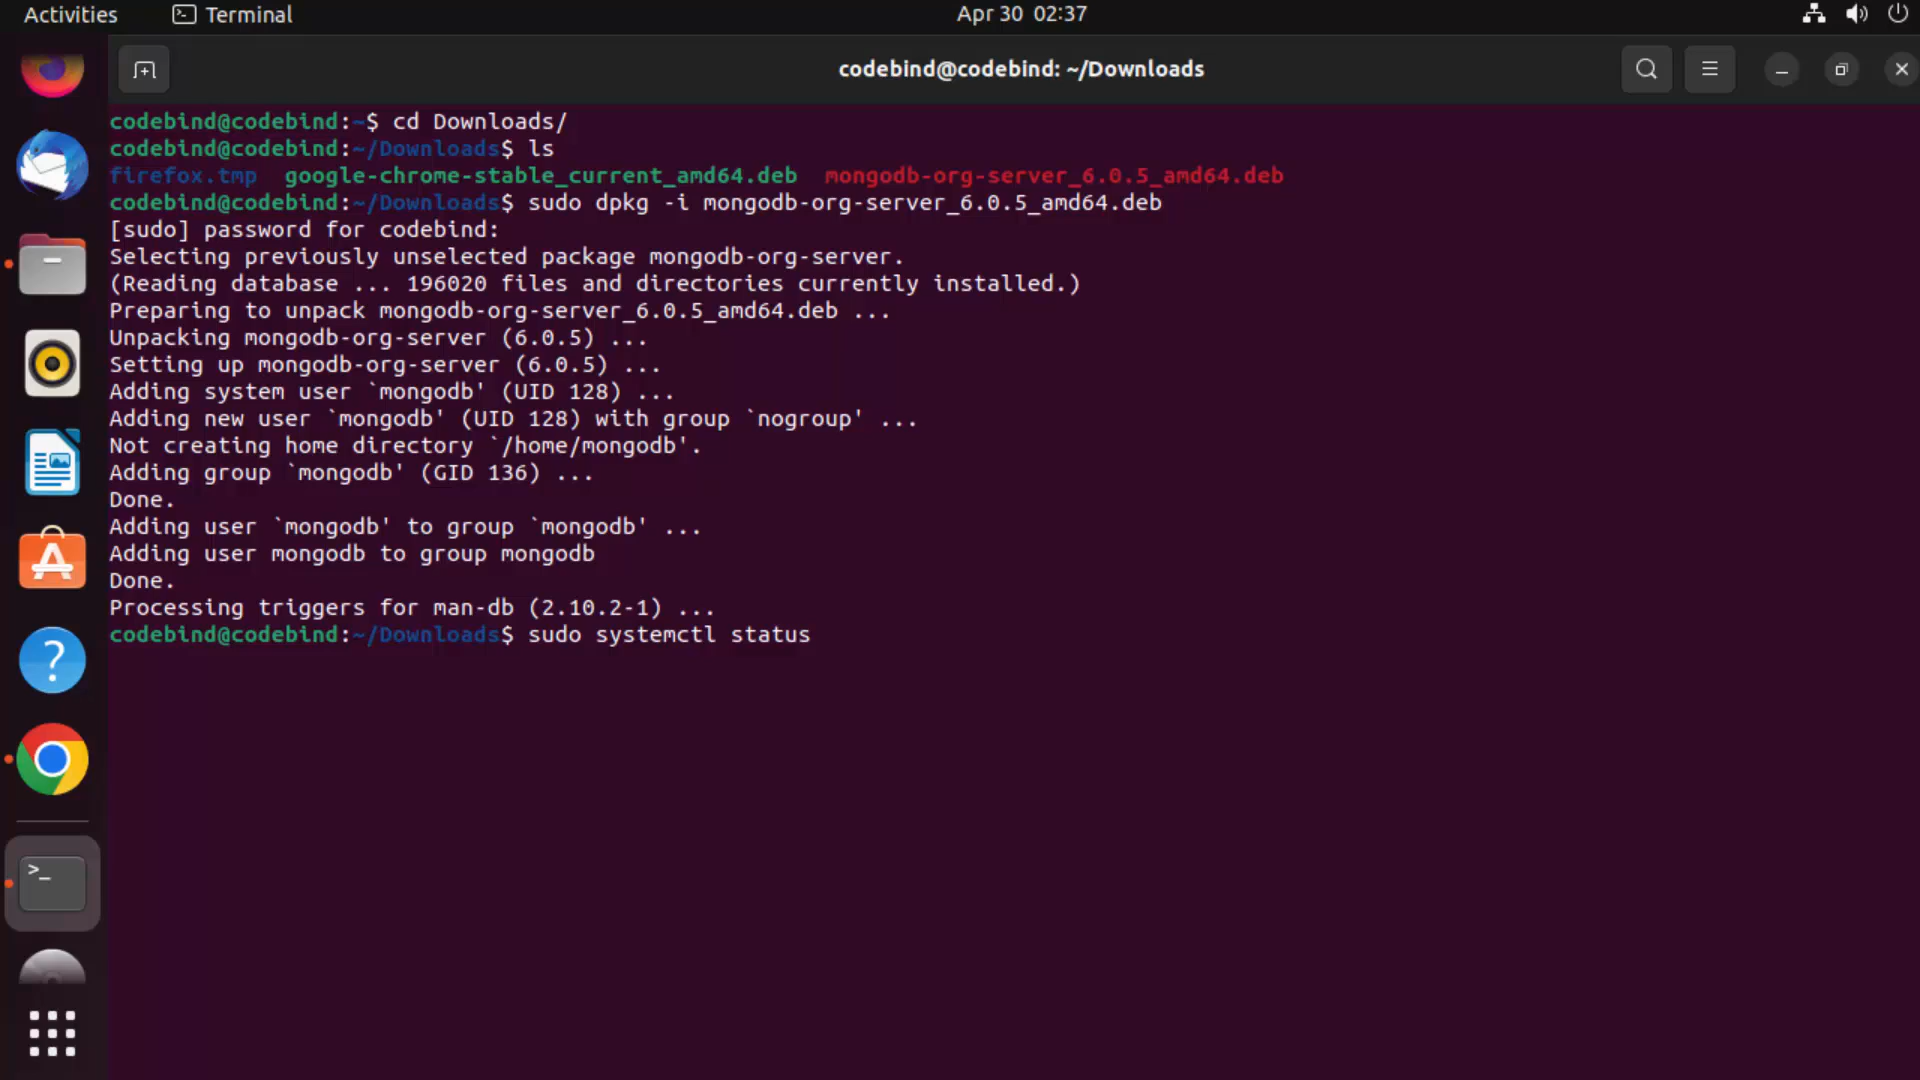 Activities Terminal Apr 30 02:37
codebind@codebind: ~/Downloads
codebind@codebind:~$ cd Downloads/
codebind@codebind:~/Downloads$ ls
firefox.tmp google-chrome-stable_current_amd64.deb mongodb-org-server_6.0.5_amd64.deb
codebind@codebind:~/Downloads$ sudo dpkg -i mongodb-org-server_6.0.5_amd64.deb
[sudo] password for codebind:
Selecting previously unselected package mongodb-org-server.
(Reading database ... 196020 files and directories currently installed.)
Preparing to unpack mongodb-org-server_6.0.5_amd64.deb ...
Unpacking mongodb-org-server (6.0.5) ...
Setting up mongodb-org-server (6.0.5) ...
Adding system user `mongodb' (UID 128) ...
Adding new user `mongodb' (UID 128) with group `nogroup' ...
Not creating home directory `/home/mongodb'.
Adding group `mongodb' (GID 136) ...
Done.
Adding user `mongodb' to group `mongodb' ...
Adding user mongodb to group mongodb
Done.
Processing triggers for man-db (2.10.2-1) ...
codebind@codebind:~/Downloads$ sudo systemctl status